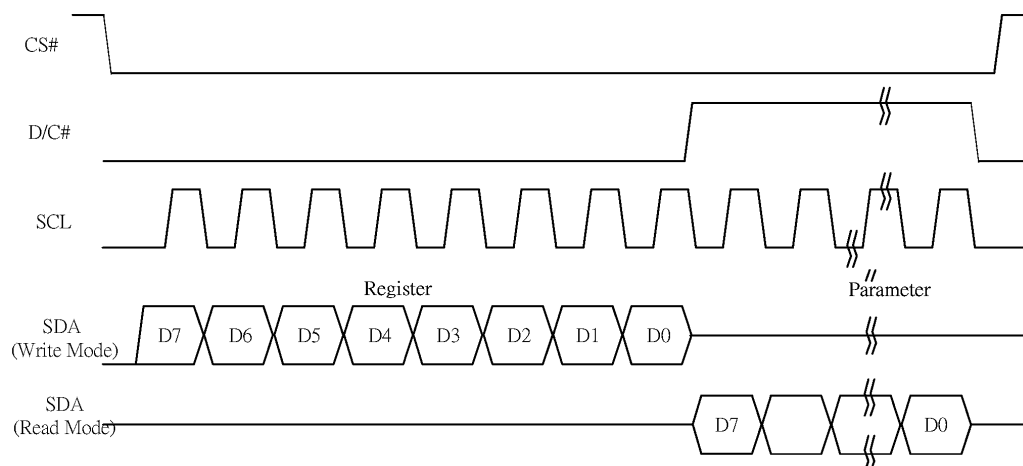 CS#
D/C#
SCL
Register
Parameter
SDA
(Write Mode)
D7 D6 D5 D4 D3 D2 D1 D0
SDA
(Read Mode)
D7 D0